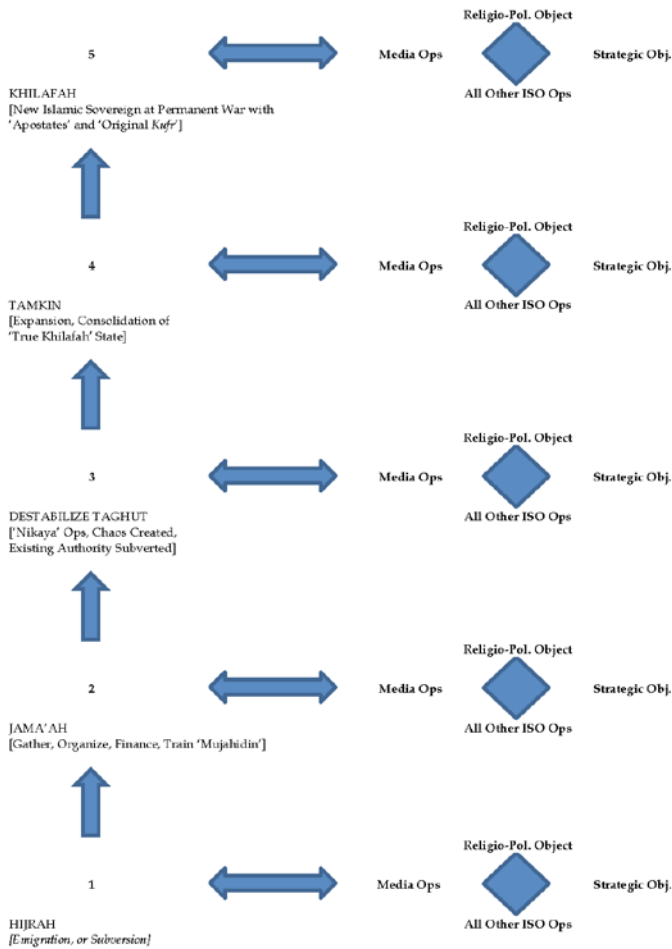 Religio-Pol. Object
5
Media Ops
Strategic Obj.
All Other ISO Ops
KHILAFAH
[New Islamic Sovereign at Permanent War with
‘Apostates’ and ‘Original Kufr’]
Religio-Pol. Object
4
Media Ops
Strategic Obj.
All Other ISO Ops
TAMKIN
[Expansion, Consolidation of
‘True Khilafah’ State]
Religio-Pol. Object
3
Media Ops
Strategic Obj.
All Other ISO Ops
DESTABILIZE TAGHUT
[‘Nikaya’ Ops, Chaos Created,
Existing Authority Subverted]
Religio-Pol. Object
2
Media Ops
Strategic Obj.
All Other ISO Ops
JAMA’AH
[Gather, Organize, Finance, Train ‘Mujahidin’]
Religio-Pol. Object
1
Media Ops
Strategic Obj.
All Other ISO Ops
HIJRAH
[Emigration, or Subversion]